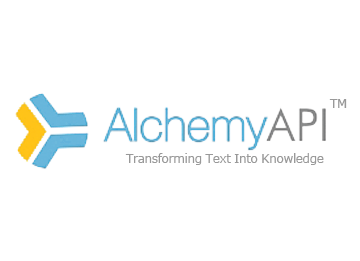 AlchemyAPI™
Transforming Text Into Knowledge